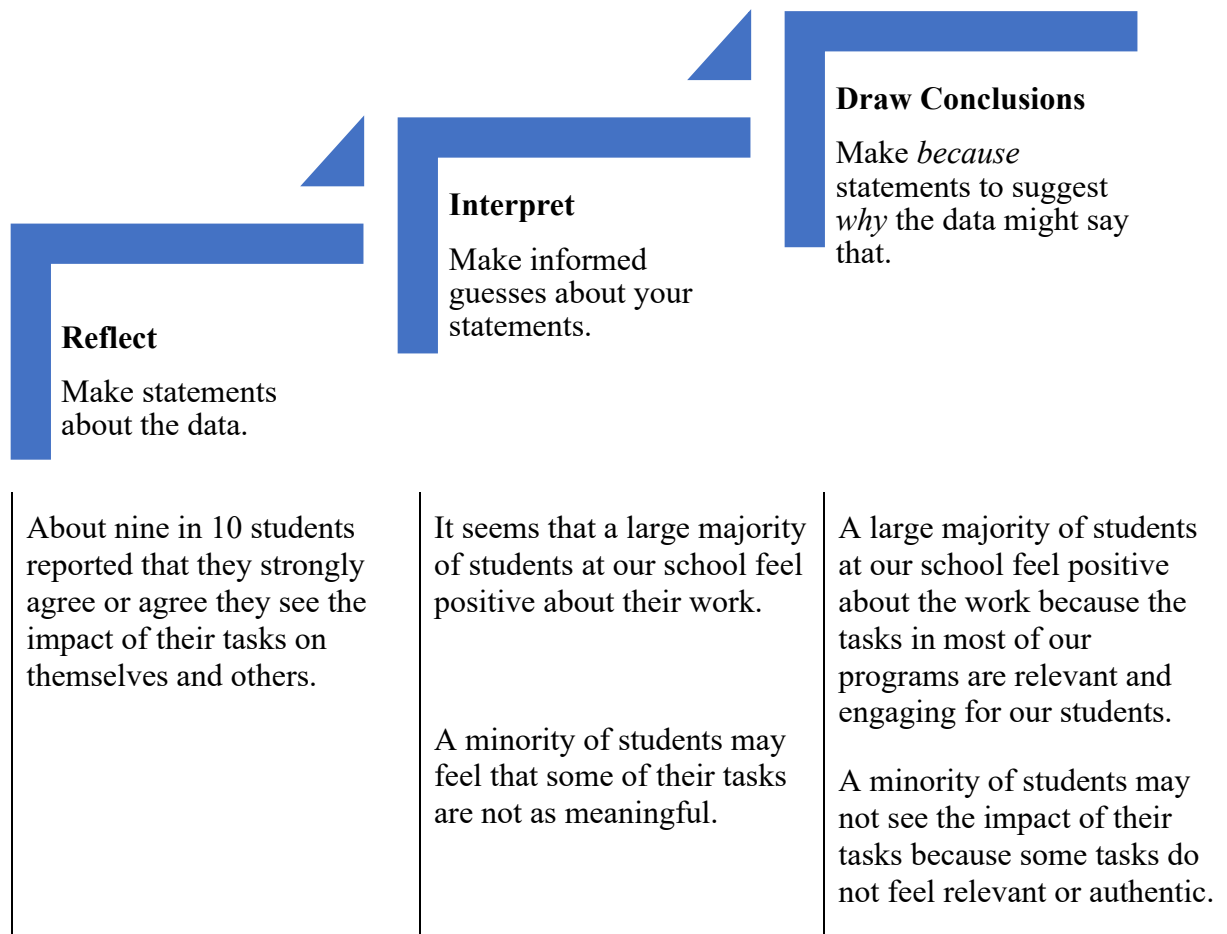 Reflect
Make statements
about the data.
Interpret
Make informed
guesses about your
statements.
Draw Conclusions
Make because
statements to suggest
why the data might say
that.
About nine in 10 students
reported that they strongly
agree or agree they see the
impact of their tasks on
themselves and others.
It seems that a large majority
of students at our school feel
positive about their work.
A minority of students may
feel that some of their tasks
are not as meaningful.
A large majority of students
at our school feel positive
about the work because the
tasks in most of our
programs are relevant and
engaging for our students.
A minority of students may
not see the impact of their
tasks because some tasks do
not feel relevant or authentic.